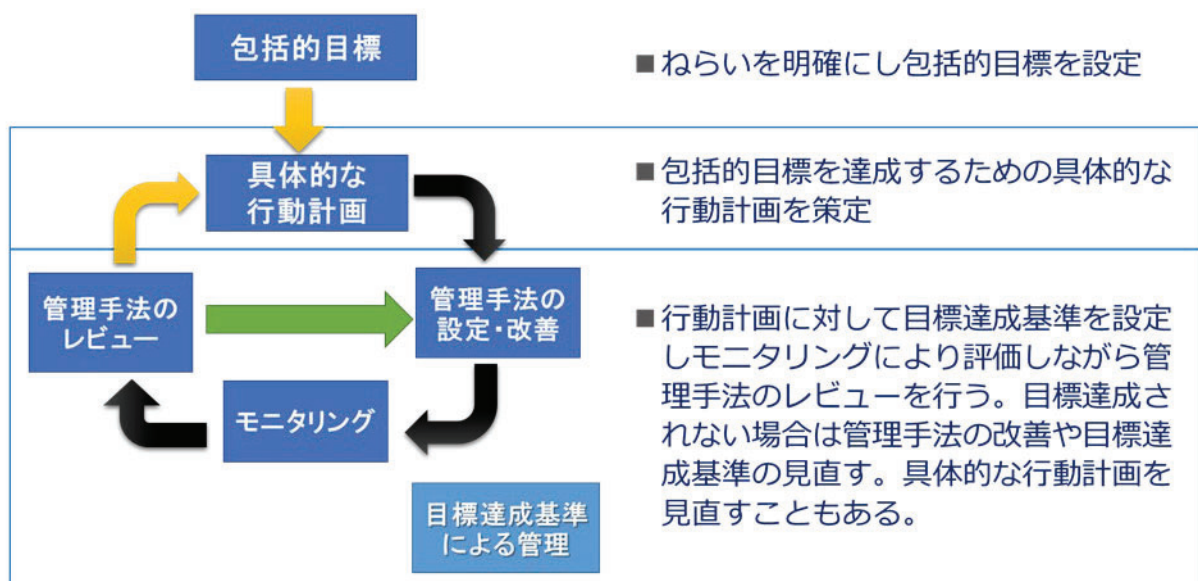 包括的目標
■ねらいを明確にし包括的目標を設定
具体的な
行動計画
■包括的目標を達成するための具体的な
行動計画を策定
管理手法の
レビュー
管理手法の
設定・改善
モニタリング
目標達成基準
による管理
■行動計画に対して目標達成基準を設定
しモニタリングにより評価しながら管
理手法のレビューを行う。目標達成さ
れない場合は管理手法の改善や目標達
成基準の見直す。具体的な行動計画を
見直すこともある。